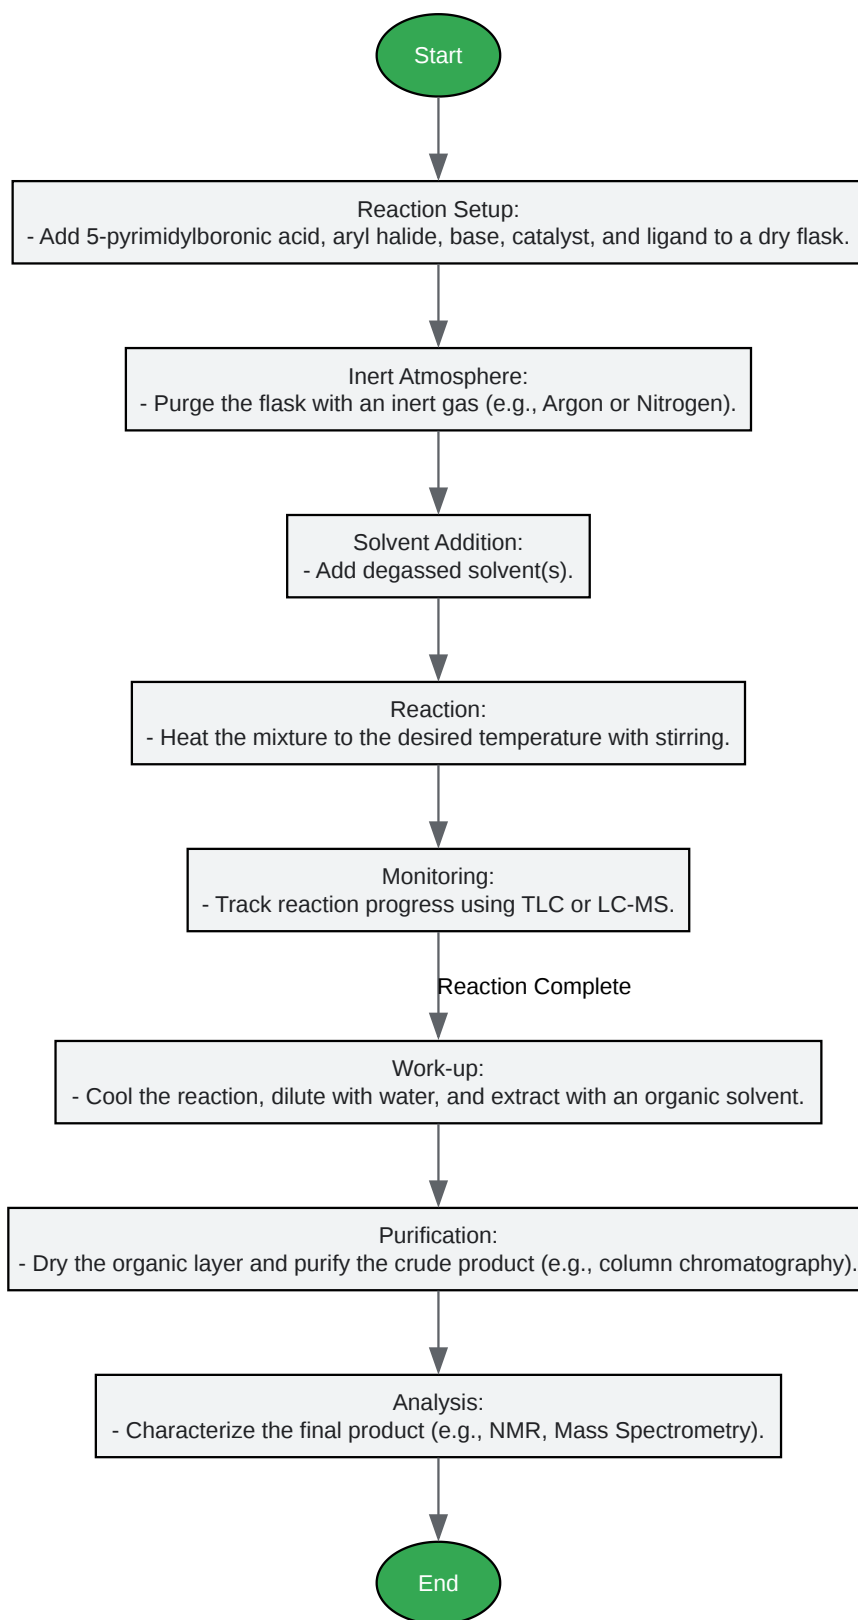 Start
Reaction Setup:
- Add 5-pyrimidylboronic acid, aryl halide, base, catalyst, and ligand to a dry flask.
Inert Atmosphere:
- Purge the flask with an inert gas (e.g., Argon or Nitrogen).
Solvent Addition:
- Add degassed solvent(s).
Reaction:
- Heat the mixture to the desired temperature with stirring.
Monitoring:
- Track reaction progress using TLC or LC-MS.
Reaction Complete
Work-up:
- Cool the reaction, dilute with water, and extract with an organic solvent.
Purification:
- Dry the organic layer and purify the crude product (e.g., column chromatography).
Analysis:
- Characterize the final product (e.g., NMR, Mass Spectrometry).
End